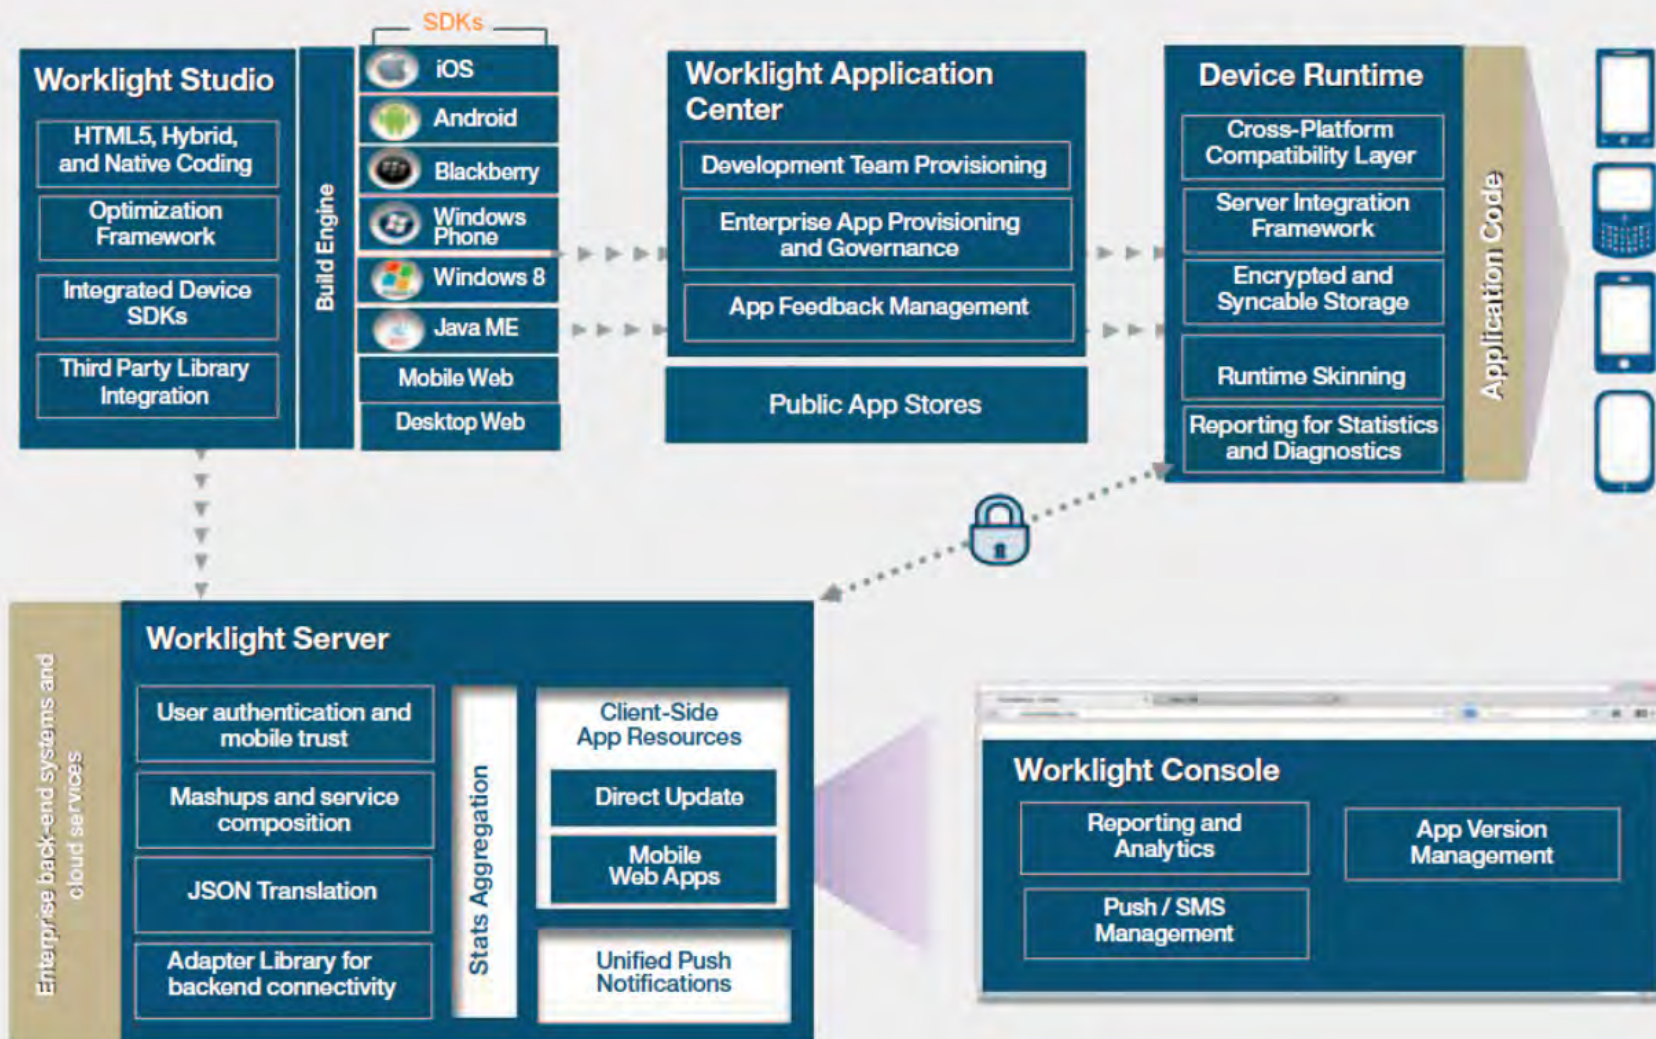 SDKs
Worklight Studio
HTML5, Hybrid,
and Native Coding
Optimization
Framework
Integrated Device
SDKs
Third Party Library
Integration
Build Engine
iOS
Android
Blackberry
Windows
Phone
Windows 8
Java ME
Mobile Web
Desktop Web
Worklight Application
Center
Development Team Provisioning
Enterprise App Provisioning
and Governance
App Feedback Management
Public App Stores
Device Runtime
Cross-Platform
Compatibility Layer
Server Integration
Framework
Encrypted and
Syncable Storage
Runtime Skinning
Reporting for Statistics
and Diagnostics
Application Code
Enterprise back-end systems and
cloud services
Worklight Server
User authentication and
mobile trust
Mashups and service
composition
JSON Translation
Adapter Library for
backend connectivity
Stats Aggregation
Client-Side
App Resources
Direct Update
Mobile
Web Apps
Unified Push
Notifications
Worklight Console
Reporting and
Analytics
App Version
Management
Push / SMS
Management